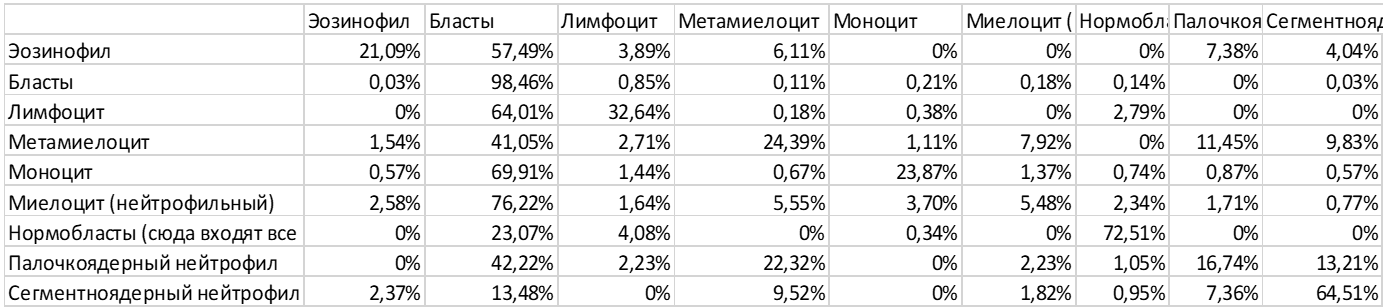 Эозинофил Бласты Лимфоцит Метамиелоцит Моноцит Миелоцит (
Эозинофил 21,09% 57,49% 3,89% 6,11% 0% 0% 0% 7,38% 4,04%
Бласты 0,03% 98,46% 0,85% 0,11% 0,21% 0,18% 0,14% 0% 0,03%
Лимфоцит 0% 64,01% 32,64% 0,18% 0,38% 0% 2,79% 0% 0%
Метамиелоцит 1,54% 41,05% 2,71% 24,39% 1,11% 7,92% 0% 11,45% 9,83%
Моноцит 0,57% 69,91% 1,44% 0,67% 23,87% 1,37% 0,74% 0,87% 0,57%
Миелоцит (нейтрофильный) 2,58% 76,22% 1,64% 5,55% 3,70% 5,48% 2,34% 1,71% 0,77%
Нормобласты (сюда входят все 0% 23,07% 4,08% 0% 0,34% 0% 72,51% 0% 0%
Палочкоядерный нейтрофил 0% 42,22% 2,23% 22,32% 0% 2,23% 1,05% 16,74% 13,21%
Сегментноядерный нейтрофил 2,37% 13,48% 0% 9,52% 0% 1,82% 0,95% 7,36% 64,51%